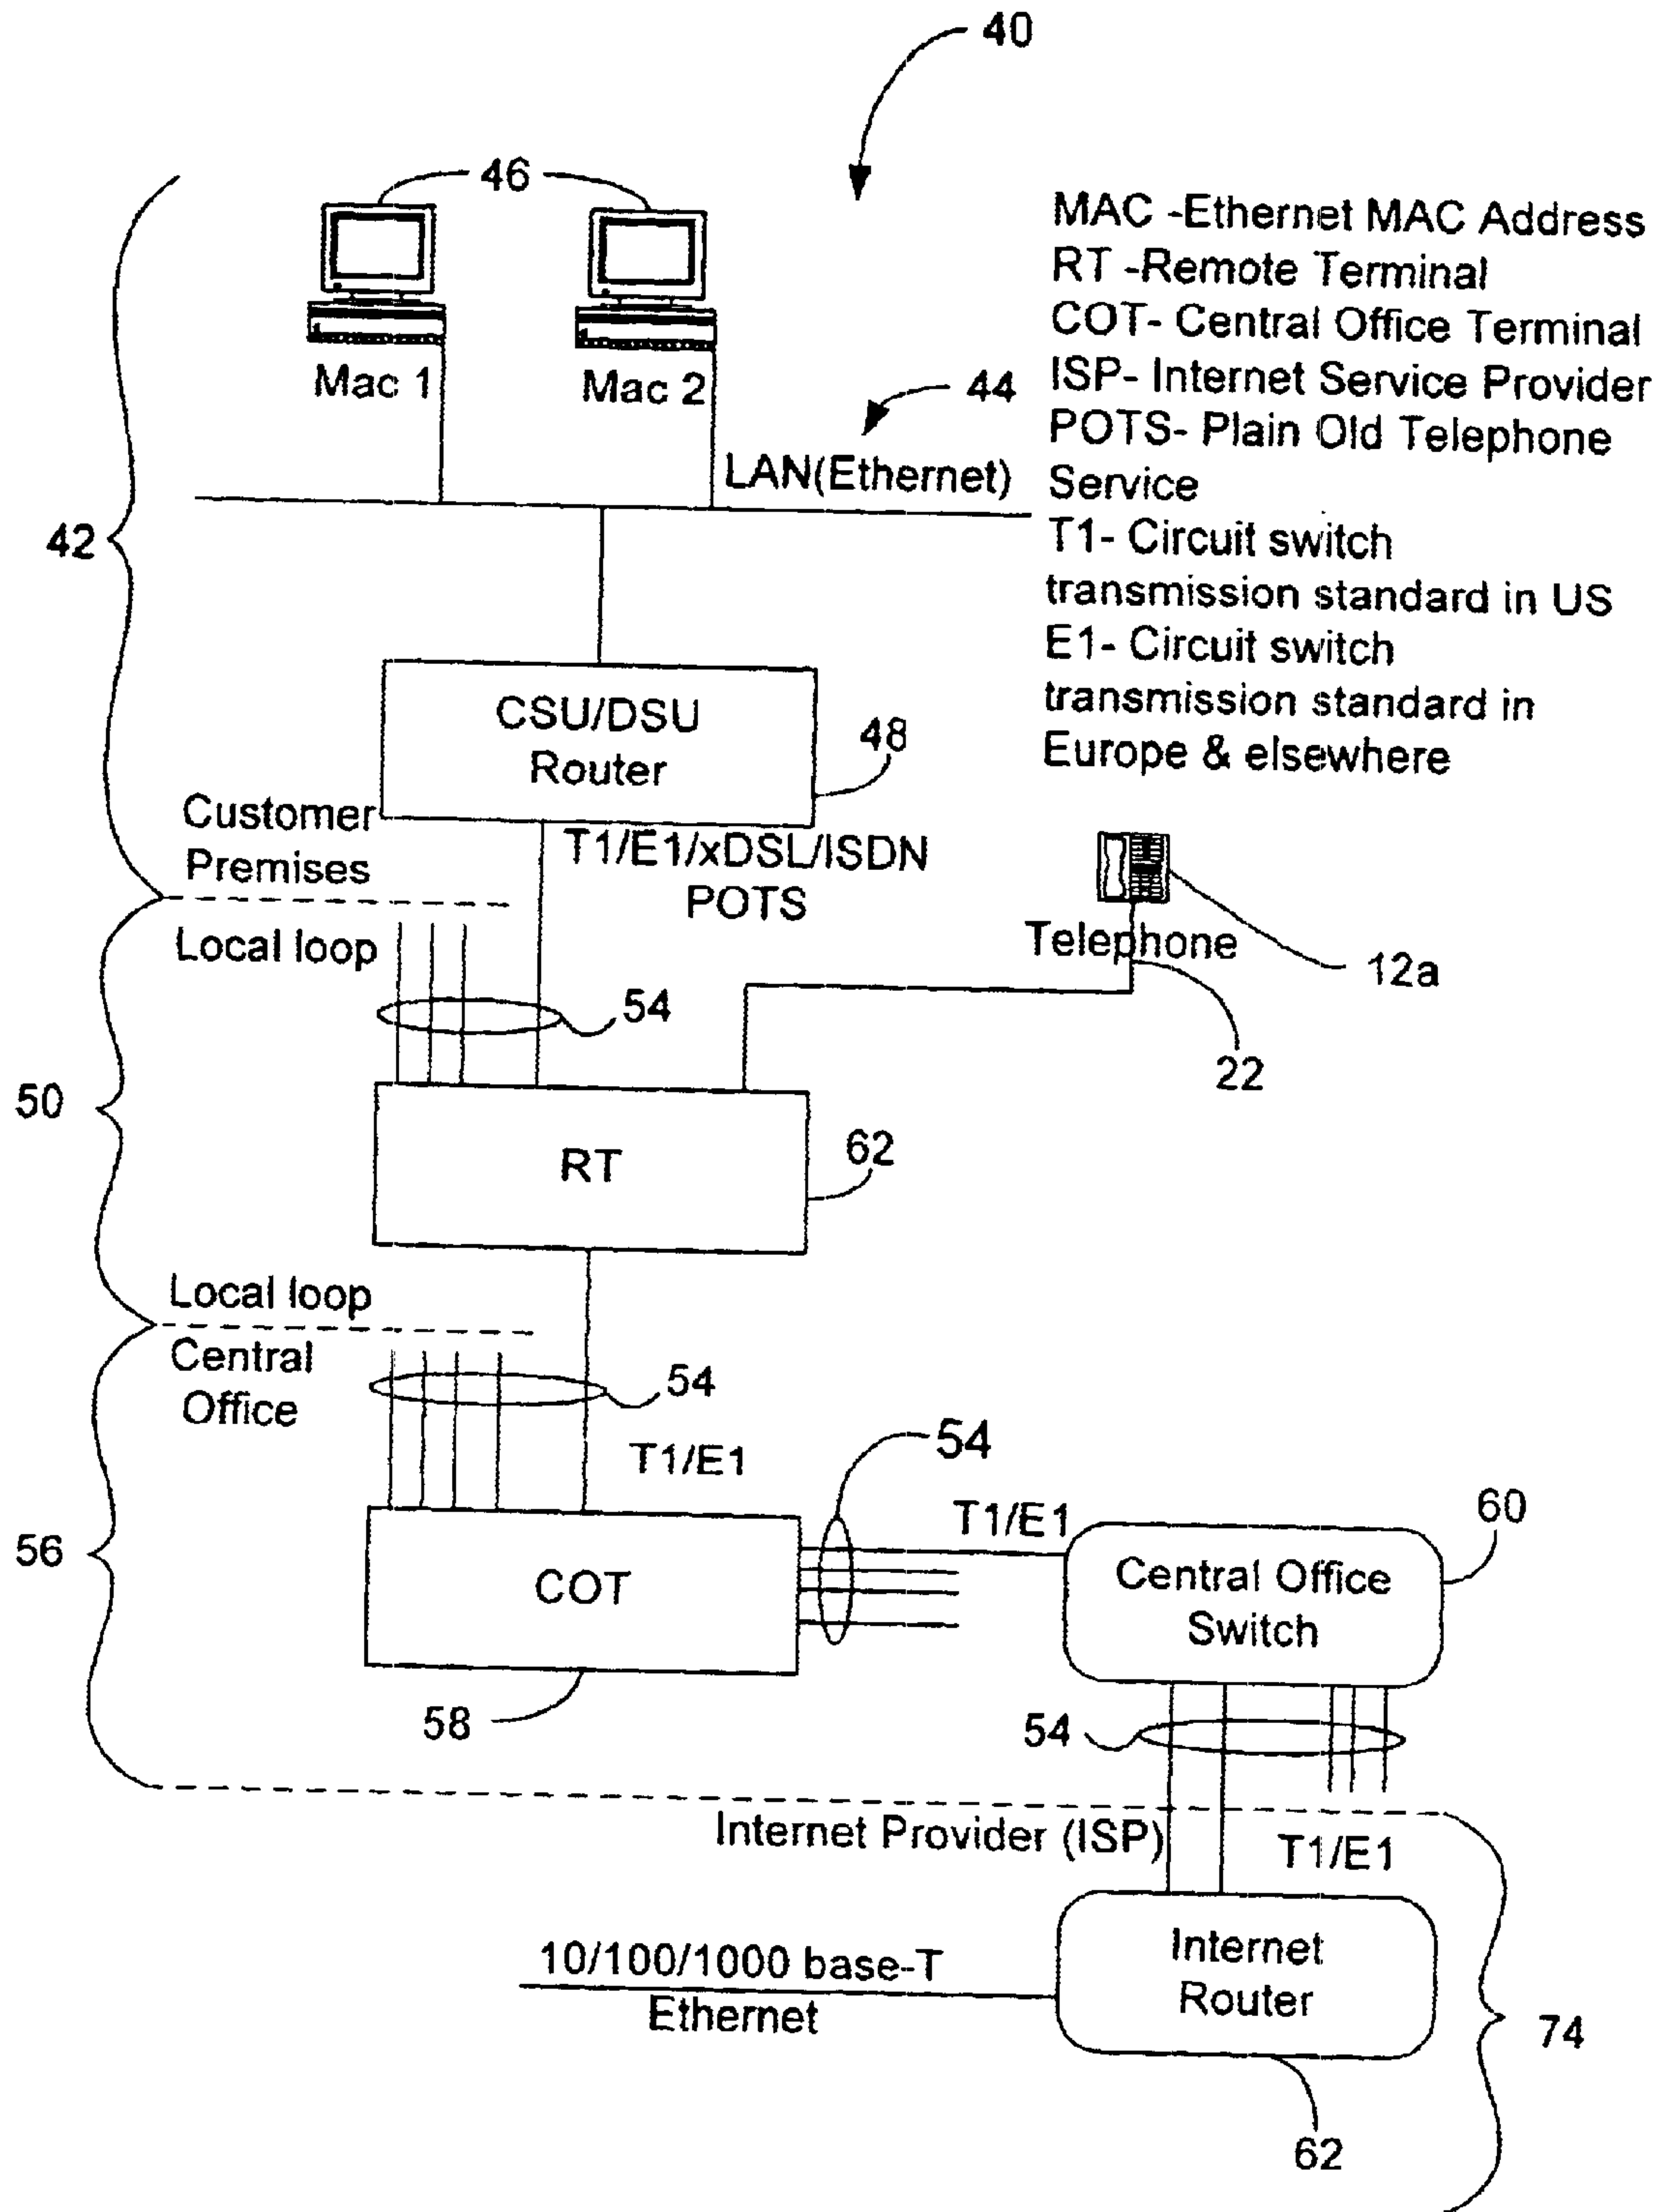 40
46
MAC -Ethernet MAC Address
RT -Remote Terminal
COT- Central Office Terminal
ISP- Internet Service Provider
POTS- Plain Old Telephone
Service
T1- Circuit switch
transmission standard in US
E1- Circuit switch
transmission standard in
Europe & elsewhere
Mac 1
Mac 2
44
LAN(Ethernet)
42
CSU/DSU
Router
48
Customer
Premises
T1/E1/xDSL/ISDN
POTS
Local loop
Telephone
12a
54
22
50
RT
62
Local loop
Central
Office
54
T1/E1
54
T1/E1
60
56
COT
Central Office
Switch
58
54
Internet Provider (ISP)
T1/E1
10/100/1000 base-T
Ethernet
Internet
Router
74
62